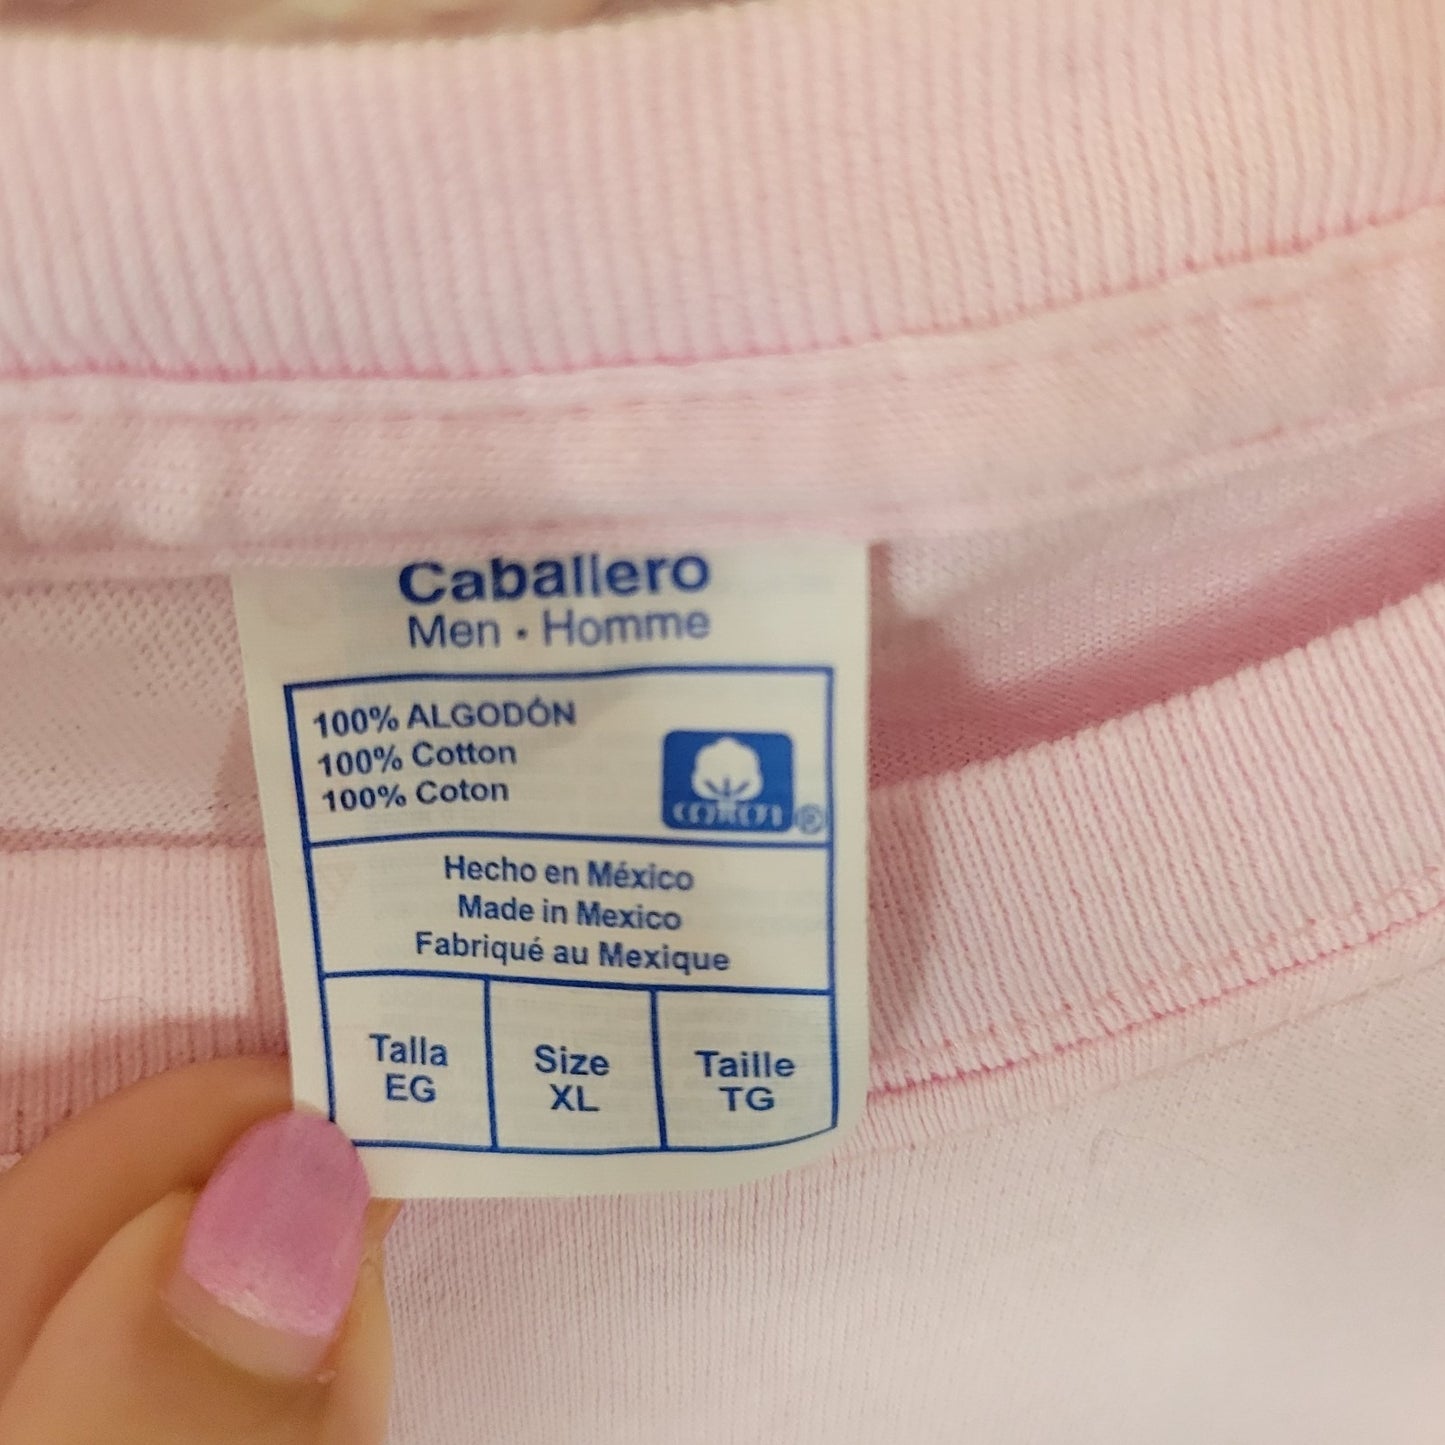 Caballero
Men · Homme
100% ALGODÓN
100% Cotton
100% Coton
COTTON ®
Hecho en México
Made in Mexico
Fabriqué au Mexique
Talla
EG
Size
XL
Taille
TG